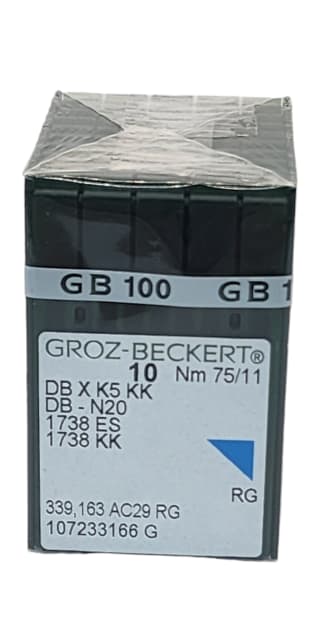 GB 100 GB 1
GROZ-BECKERT®
10 Nm 75/11
DB X K5 KK
DB - N20
1738 ES
1738 KK
RG
339,163 AC29 RG
107233166 G